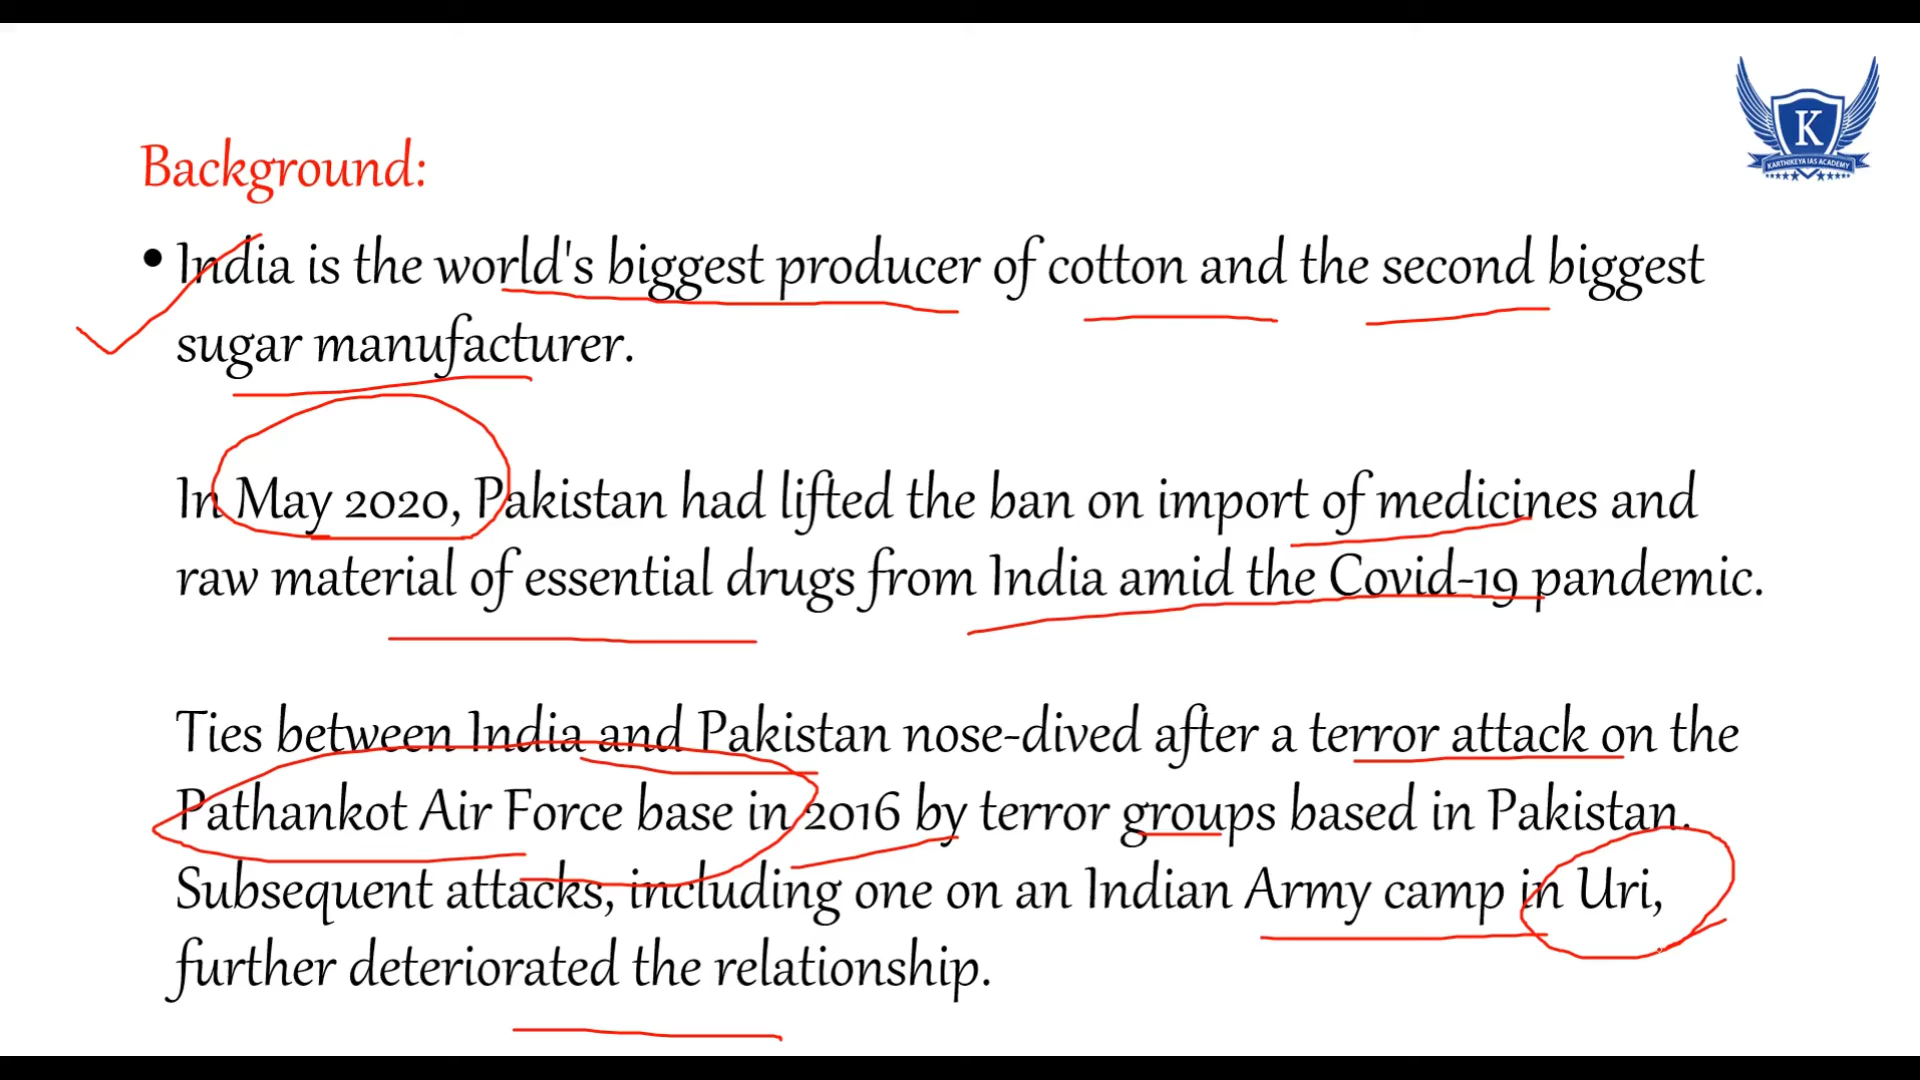 KARTHIKEYA IAS ACADEMY
K
Background:
• India is the world's biggest producer of cotton and the second biggest
sugar manufacturer.
In May 2020, Pakistan had lifted the ban on import of medicines and
raw material of essential drugs from India amid the Covid-19 pandemic.
Ties between India and Pakistan nose-dived after a terror attack on the
Pathankot Air Force base in 2016 by terror groups based in Pakistan.
Subsequent attacks, including one on an Indian Army camp in Uri,
further deteriorated the relationship.